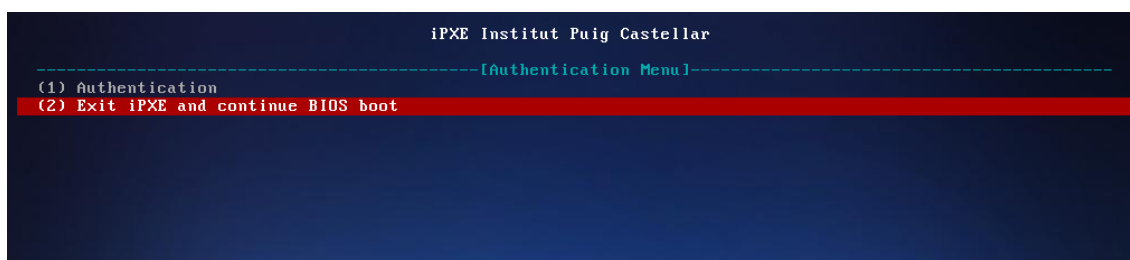 iPXE Institut Puig Castellar
--------------------------------------------[Authentication Menu]------------------------------------------
(1) Authentication
(2) Exit iPXE and continue BIOS boot